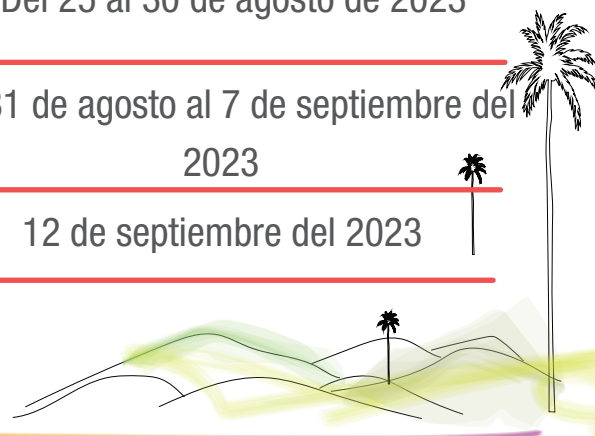 Del 25 al 30 de agosto de 2023
31 de agosto al 7 de septiembre del
2023
12 de septiembre del 2023